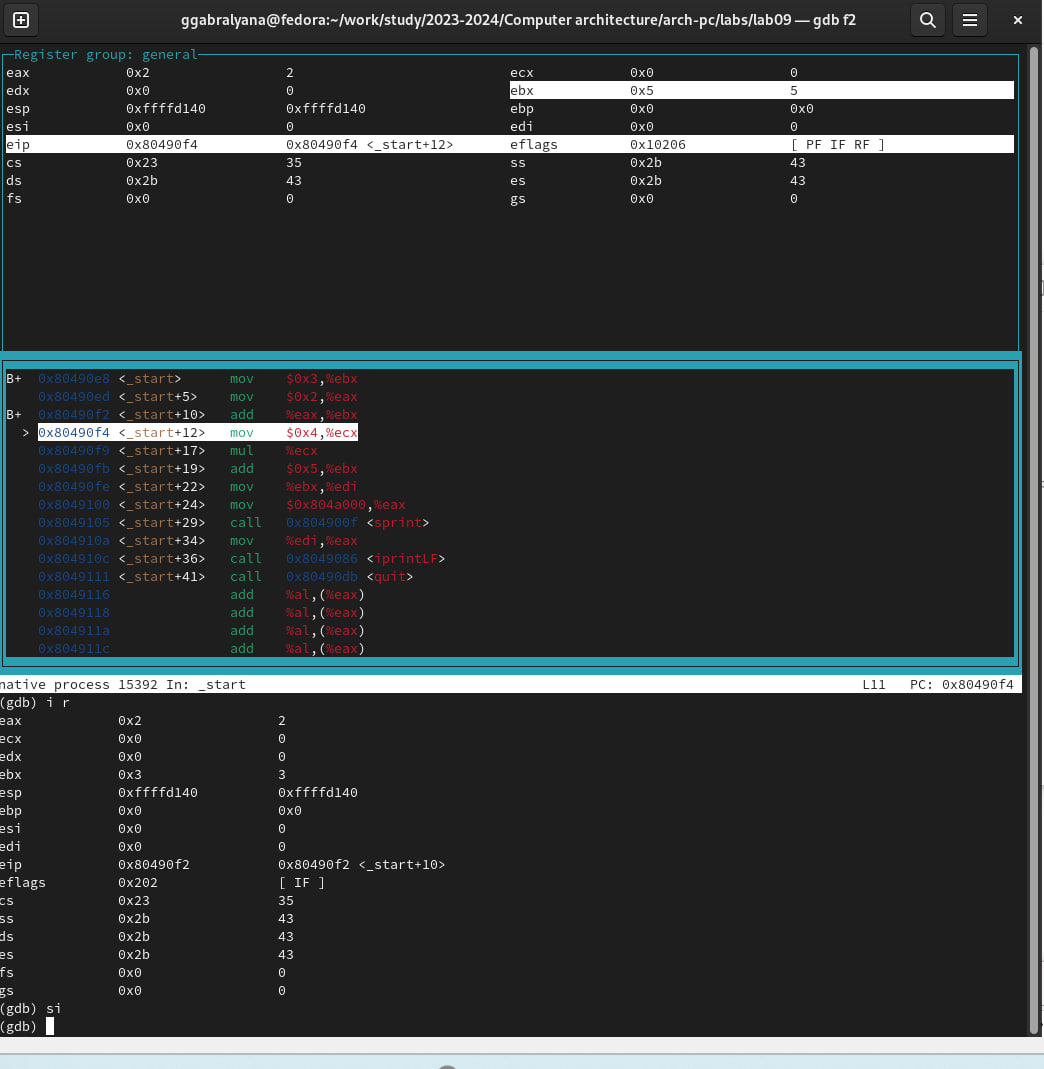 ggabralyana@fedora:~/work/study/2023-2024/Computer architecture/arch-pc/labs/lab09 — gdb f2
Register group: general
eax 0x2 2 ecx 0x0 0
edx 0x0 0 ebx 0x5 5
esp 0xffffd140 0xffffd140 ebp 0x0 0x0
esi 0x0 0 edi 0x0 0
eip 0x80490f4 0x80490f4 <_start+12> eflags 0x10206 [ PF IF RF ]
cs 0x23 35 ss 0x2b 43
ds 0x2b 43 es 0x2b 43
fs 0x0 0 gs 0x0 0
B+ 0x80490e8 <_start> mov $0x3,%ebx
0x80490ed <_start+5> mov $0x2,%eax
B+ 0x80490f2 <_start+10> add %eax,%ebx
> 0x80490f4 <_start+12> mov $0x4,%ecx
0x80490f9 <_start+17> mul %ecx
0x80490fb <_start+19> add $0x5,%ebx
0x80490fe <_start+22> mov %ebx,%edi
0x8049100 <_start+24> mov $0x804a000,%eax
0x8049105 <_start+29> call 0x804900f <sprint>
0x804910a <_start+34> mov %edi,%eax
0x804910c <_start+36> call 0x8049086 <iprintLF>
0x8049111 <_start+41> call 0x80490db <quit>
0x8049116 add %al,(%eax)
0x8049118 add %al,(%eax)
0x804911a add %al,(%eax)
0x804911c add %al,(%eax)
native process 15392 In: _start L11 PC: 0x80490f4
(gdb) i r
eax 0x2 2
ecx 0x0 0
edx 0x0 0
ebx 0x3 3
esp 0xffffd140 0xffffd140
ebp 0x0 0x0
esi 0x0 0
edi 0x0 0
eip 0x80490f2 0x80490f2 <_start+10>
eflags 0x202 [ IF ]
cs 0x23 35
ss 0x2b 43
ds 0x2b 43
es 0x2b 43
fs 0x0 0
gs 0x0 0
(gdb) si
(gdb)